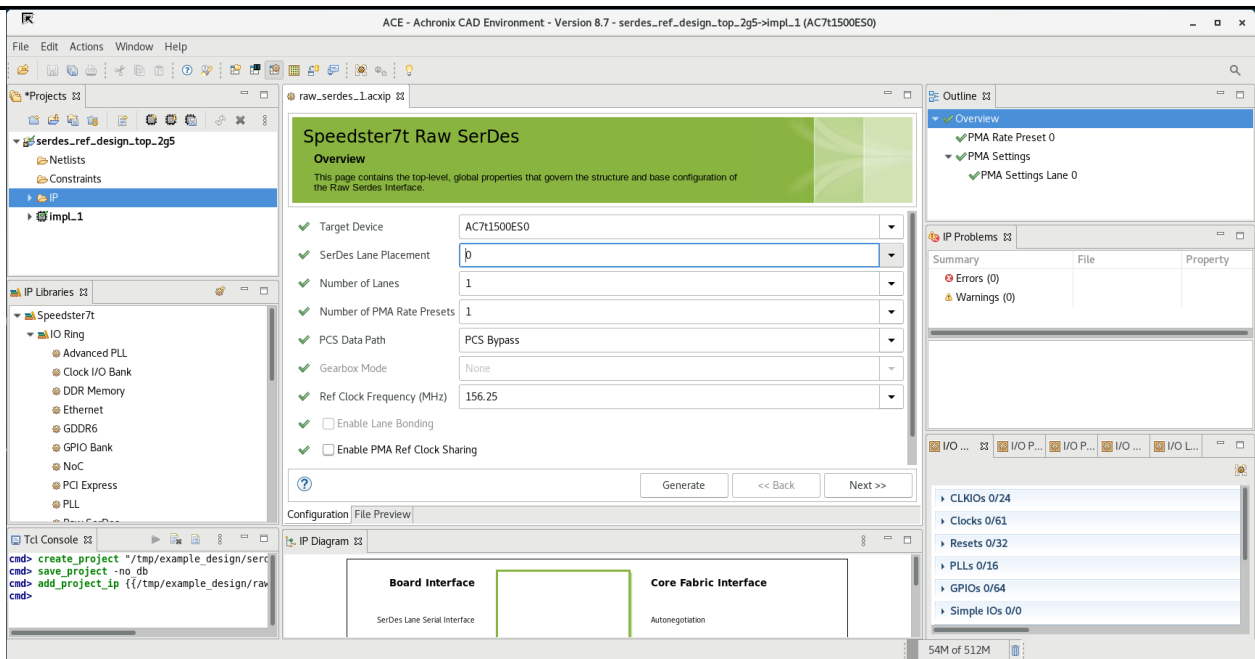 ACE - Achronix CAD Environment - Version 8.7 - serdes_ref_design_top_2g5->impl_1 (AC7t1500ES0)
File Edit Actions Window Help
*Projects
serdes_ref_design_top_2g5
Netlists
Constraints
IP
impl_1
IP Libraries
Speedster7t
IO Ring
Advanced PLL
Clock I/O Bank
DDR Memory
Ethernet
GDDR6
GPIO Bank
NoC
PCI Express
PLL
Raw SerDes
Tcl Console
cmd> create_project "/tmp/example_design/serd
cmd> save_project -no_db
cmd> add_project_ip {{/tmp/example_design/raw
cmd>
raw_serdes_1.acxip
Speedster7t Raw SerDes
Overview
This page contains the top-level, global properties that govern the structure and base configuration of
the Raw Serdes Interface.
Target Device AC7t1500ES0
SerDes Lane Placement 0
Number of Lanes 1
Number of PMA Rate Presets 1
PCS Data Path PCS Bypass
Gearbox Mode None
Ref Clock Frequency (MHz) 156.25
Enable Lane Bonding
Enable PMA Ref Clock Sharing
Generate << Back Next >>
Configuration File Preview
IP Diagram
Board Interface Core Fabric Interface
SerDes Lane Serial Interface Autonegotiation
Outline
Overview
PMA Rate Preset 0
PMA Settings
PMA Settings Lane 0
IP Problems
Summary File Property
Errors (0)
Warnings (0)
I/O ... I/O P... I/O P... I/O ... I/O L...
CLKIOs 0/24
Clocks 0/61
Resets 0/32
PLLs 0/16
GPIOs 0/64
Simple IOs 0/0
54M of 512M